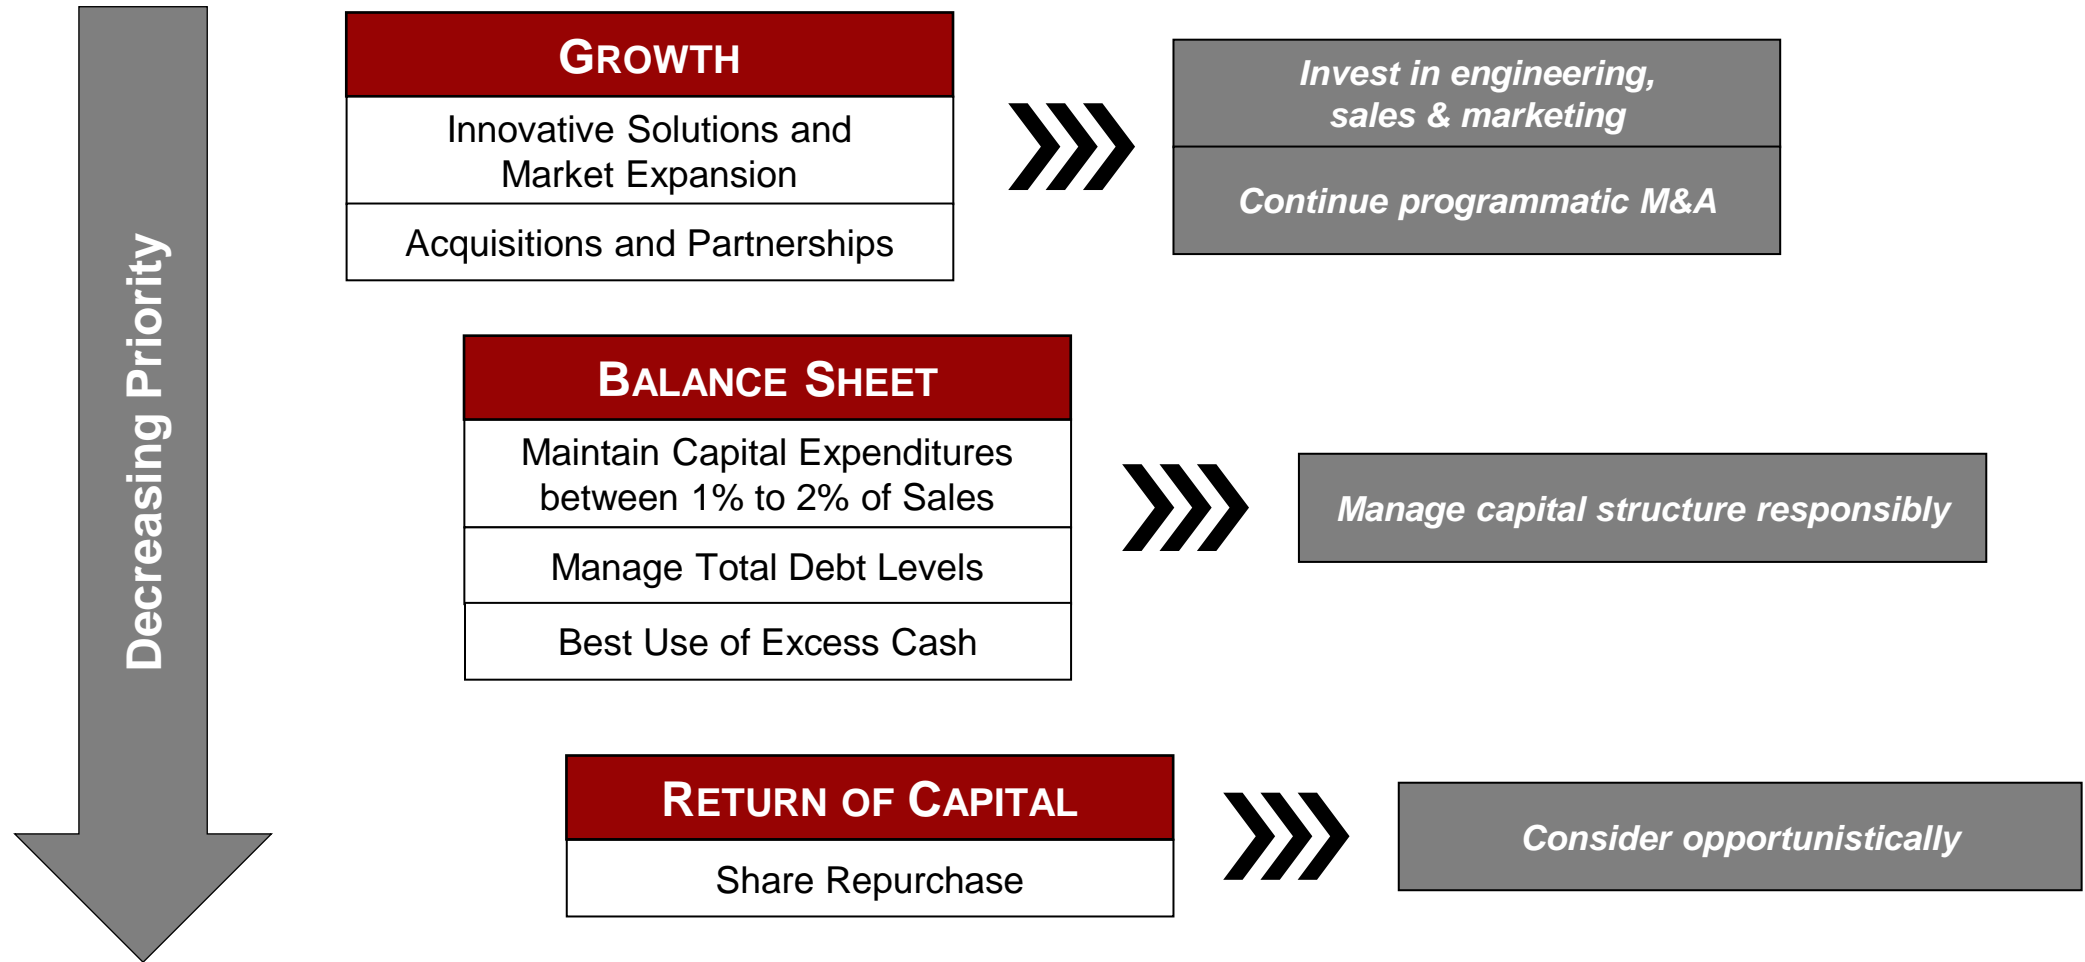 Decreasing Priority
GROWTH
Innovative Solutions and
Market Expansion
Acquisitions and Partnerships
Invest in engineering,
sales & marketing
Continue programmatic M&A
BALANCE SHEET
Maintain Capital Expenditures
between 1% to 2% of Sales
Manage Total Debt Levels
Best Use of Excess Cash
Manage capital structure responsibly
RETURN OF CAPITAL
Share Repurchase
Consider opportunistically